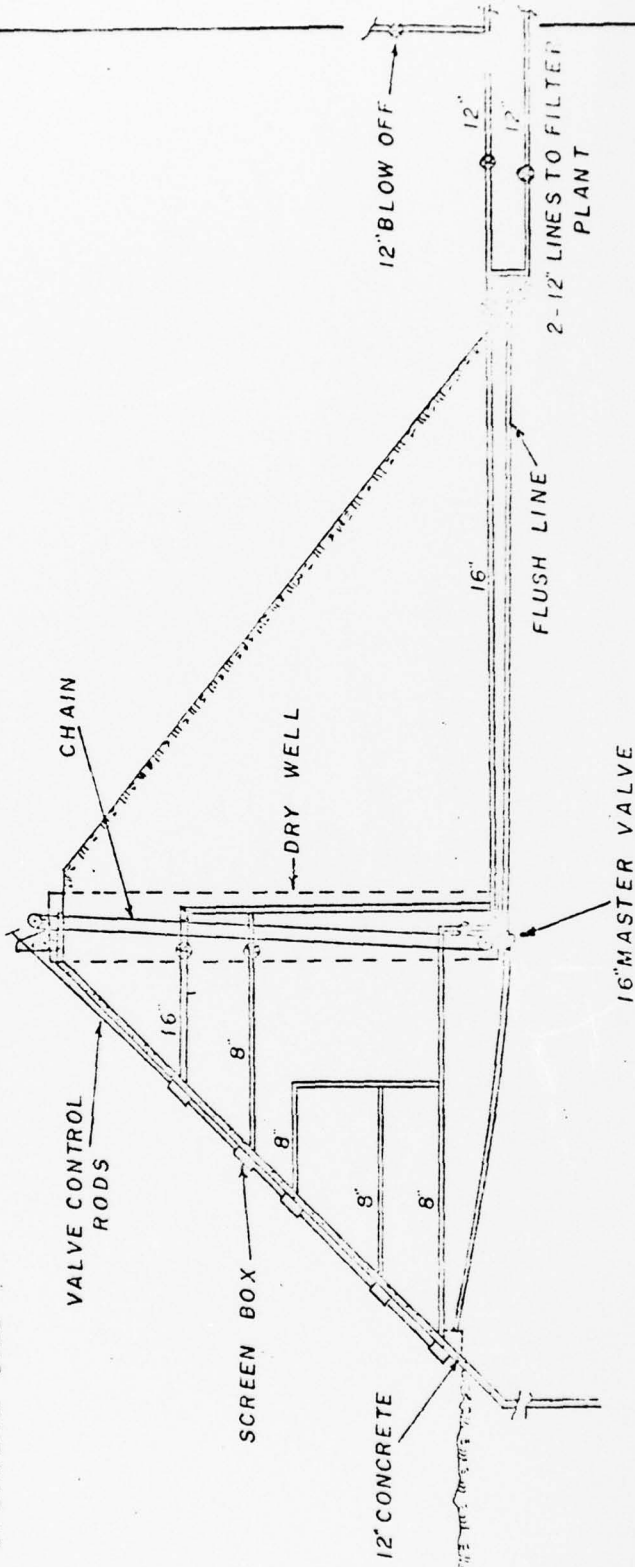 12" BLOW OFF
12"
12"
2-12" LINES TO FILTER
PLANT
CHAIN
16"
FLUSH LINE
DRY WELL
16" MASTER VALVE
VALVE CONTROL
RODS
16"
8"
8"
8"
8"
SCREEN BOX
12" CONCRETE